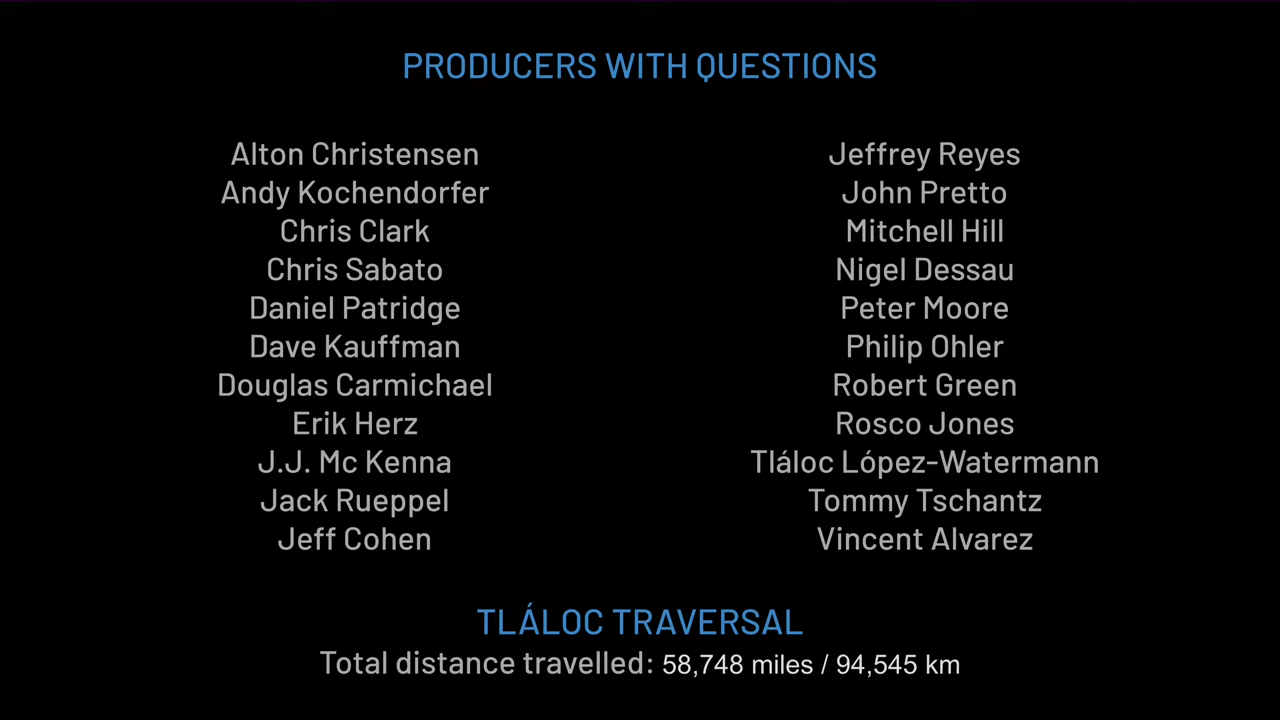 PRODUCERS WITH QUESTIONS
Alton Christensen
Andy Kochendorfer
Chris Clark
Chris Sabato
Daniel Patridge
Dave Kauffman
Douglas Carmichael
Erik Herz
J.J. Mc Kenna
Jack Rueppel
Jeff Cohen
Jeffrey Reyes
John Pretto
Mitchell Hill
Nigel Dessau
Peter Moore
Philip Ohler
Robert Green
Rosco Jones
Tláloc López-Watermann
Tommy Tschantz
Vincent Alvarez
TLÁLOC TRAVERSAL
Total distance travelled: 58,748 miles / 94,545 km